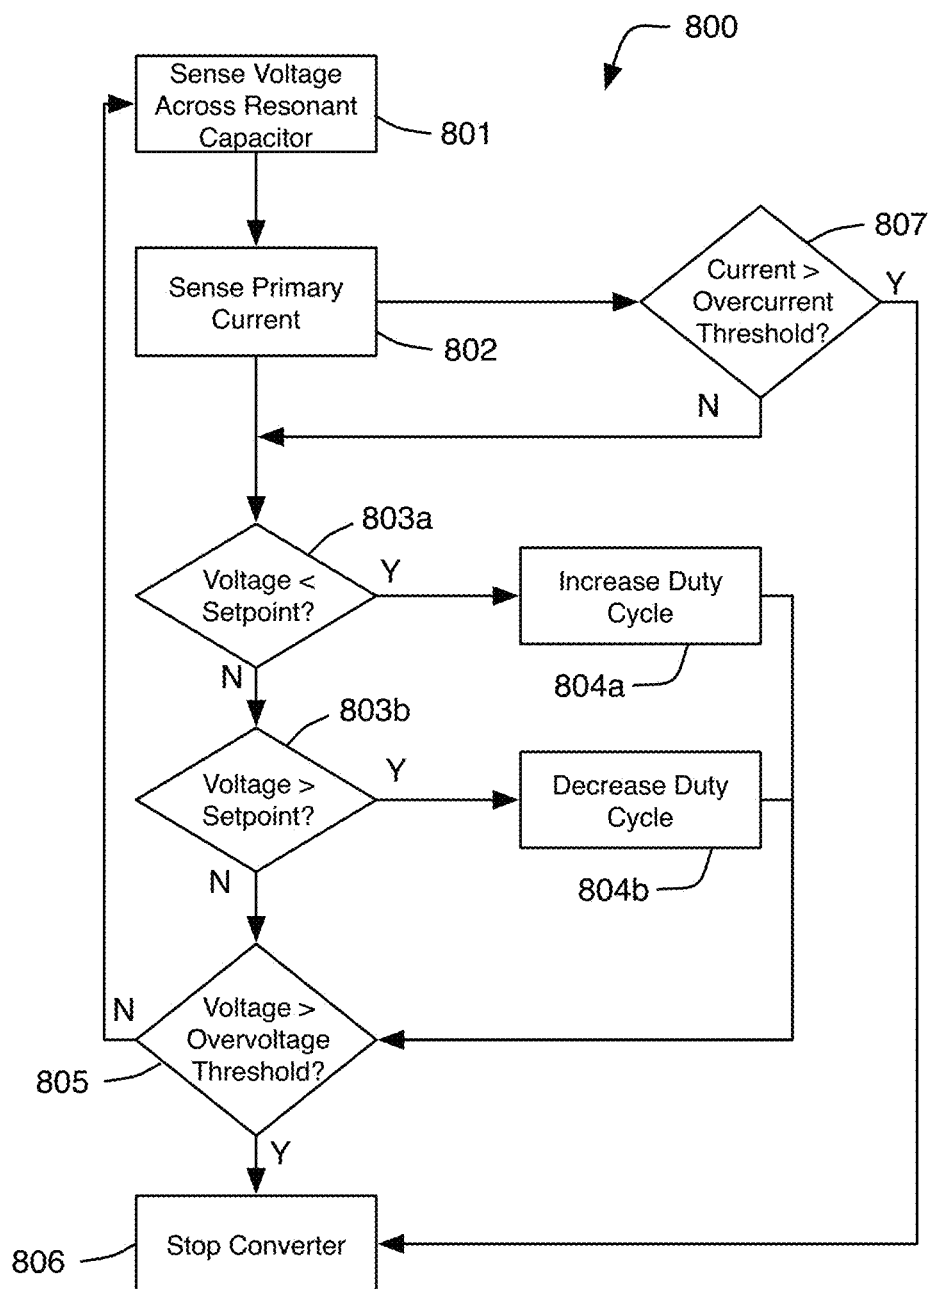 800
Sense Voltage
Across Resonant
Capacitor
801
807
Current >
Overcurrent
Threshold?
Y
N
Sense Primary
Current
802
803a
Voltage <
Setpoint?
Y
N
Increase Duty
Cycle
804a
803b
Voltage >
Setpoint?
Y
N
Decrease Duty
Cycle
804b
N
Voltage >
Overvoltage
Threshold?
805
Y
Stop Converter
806